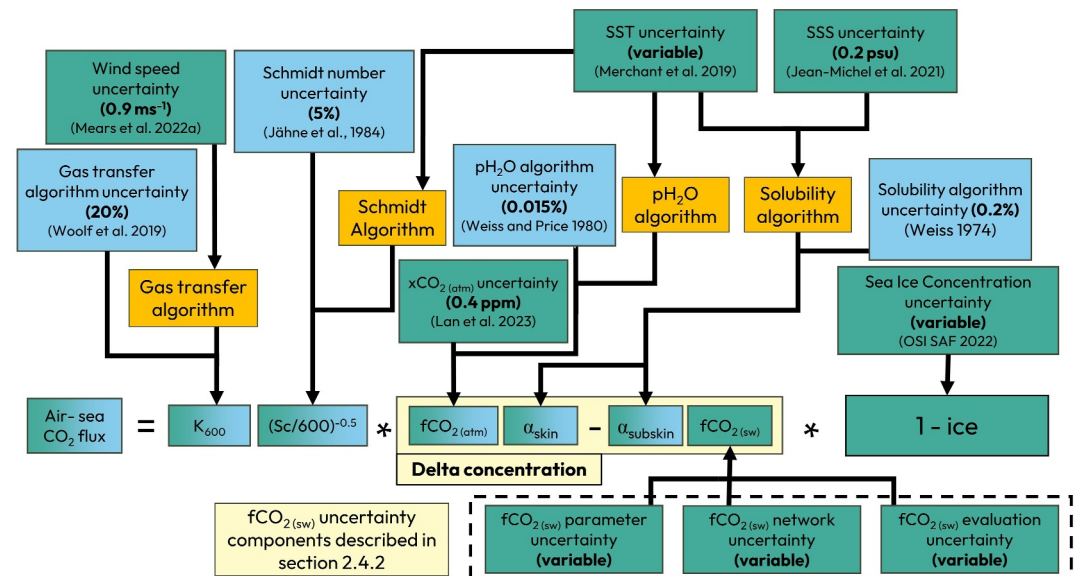 SST uncertainty
(variable)
(Merchant et al. 2019)
SSS uncertainty
(0.2 psu)
(Jean-Michel et al. 2021)
Wind speed
uncertainty
(0.9 ms⁻¹)
(Mears et al. 2022a)
Schmidt number
uncertainty
(5%)
(Jähne et al., 1984)
Gas transfer
algorithm uncertainty
(20%)
(Woolf et al. 2019)
Schmidt
Algorithm
pH₂O algorithm
uncertainty
(0.015%)
(Weiss and Price 1980)
pH₂O
algorithm
Solubility
algorithm
Solubility algorithm
uncertainty (0.2%)
(Weiss 1974)
Gas transfer
algorithm
xCO₂ (atm) uncertainty
(0.4 ppm)
(Lan et al. 2023)
Sea Ice Concentration
uncertainty
(variable)
(OSI SAF 2022)
Air- sea
CO₂ flux
=
K₆₀₀
(Sc/600)⁻⁰·⁵
*
fCO₂ (atm)
αskin
-
αsubskin
fCO₂ (sw)
*
1 - ice
Delta concentration
fCO₂ (sw) uncertainty
components described in
section 2.4.2
fCO₂ (sw) parameter
uncertainty
(variable)
fCO₂ (sw) network
uncertainty
(variable)
fCO₂ (sw) evaluation
uncertainty
(variable)